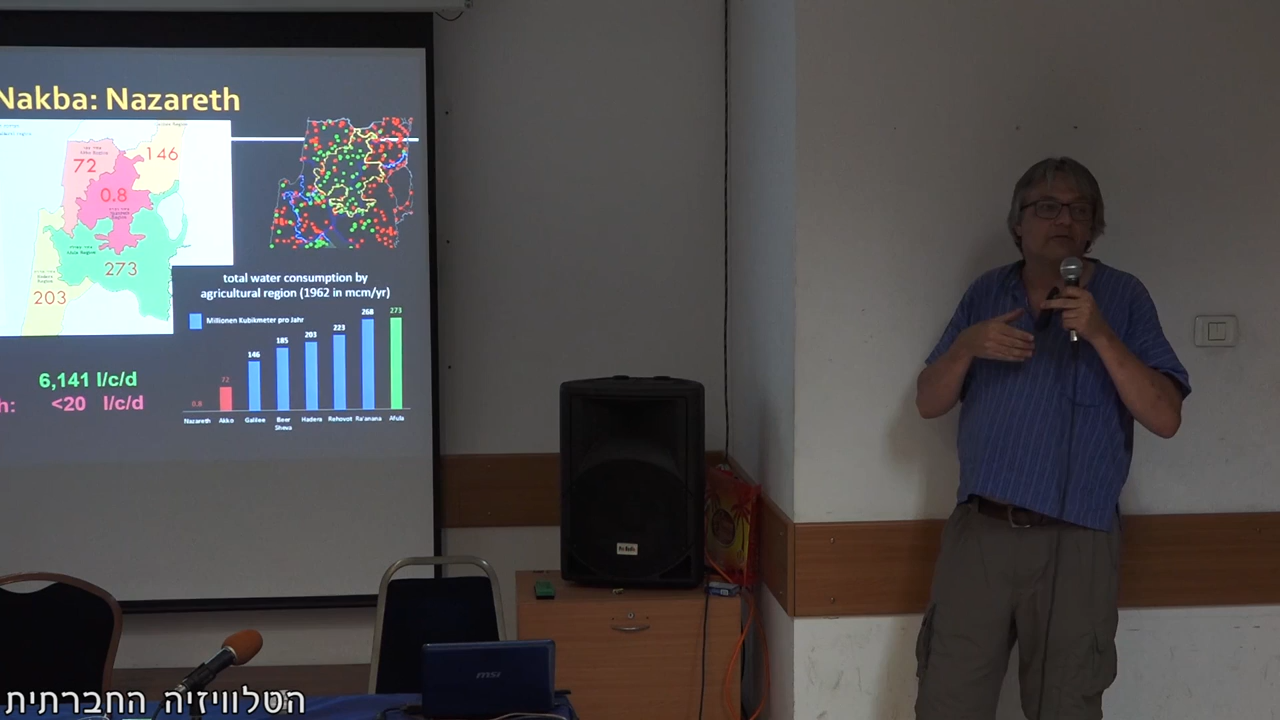 Nakba: Nazareth
146
72
0.8
273
203
total water consumption by
agricultural region (1962 in mcm/yr)
Millionen Kubikmeter pro Jahr
0.8 72 146 185 203 223 268 273
Nazareth Akko Galilee Beer Sheva Hadera Rehovot Ra'anana Afula
6,141 l/c/d
h: <20 l/c/d
msi
הטלוויזיה החברתית